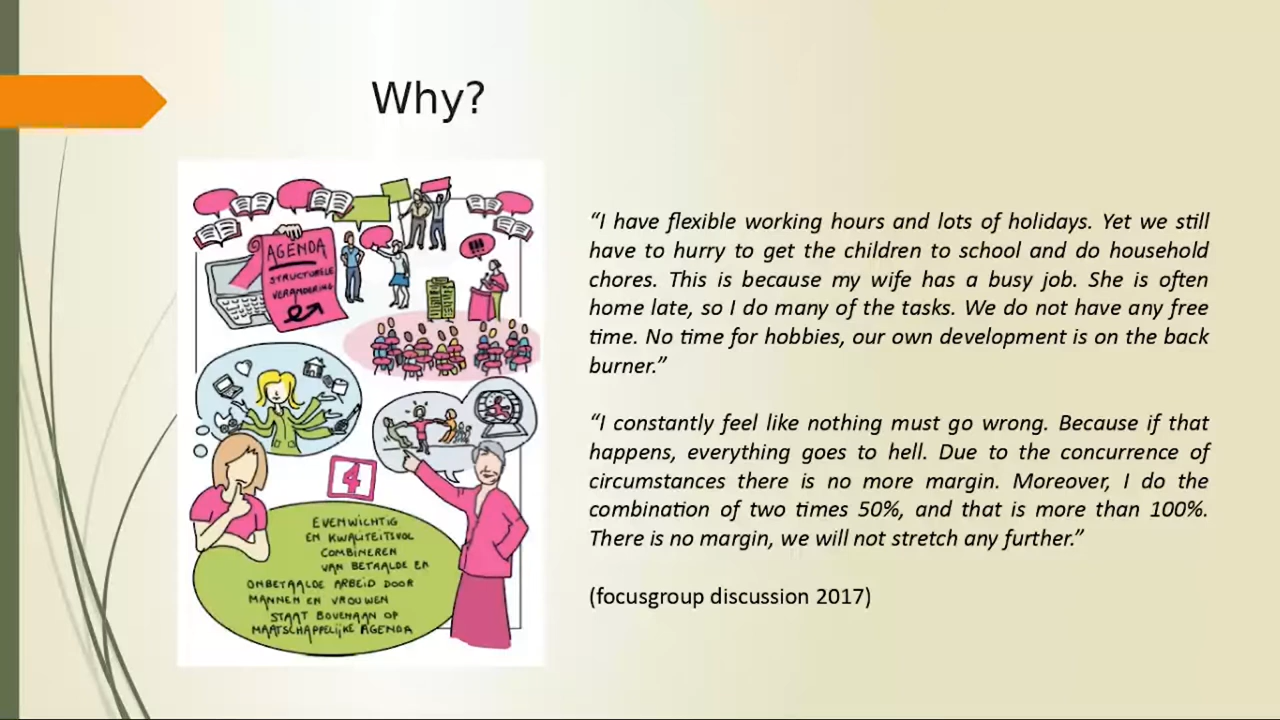 Why?
AGENDA
STRUCTURELE
VERANDERING
!!!
4
EVENWICHTIG
EN KWALITEITSVOL
COMBINEREN
VAN BETAALDE EN
ONBETAALDE ARBEID DOOR
MANNEN EN VROUWEN
STAAT BOVENAAN OP
MAATSCHAPPELIJKE AGENDA
“I have flexible working hours and lots of holidays. Yet we still
have to hurry to get the children to school and do household
chores. This is because my wife has a busy job. She is often
home late, so I do many of the tasks. We do not have any free
time. No time for hobbies, our own development is on the back
burner.”
“I constantly feel like nothing must go wrong. Because if that
happens, everything goes to hell. Due to the concurrence of
circumstances there is no more margin. Moreover, I do the
combination of two times 50%, and that is more than 100%.
There is no margin, we will not stretch any further.”
(focusgroup discussion 2017)